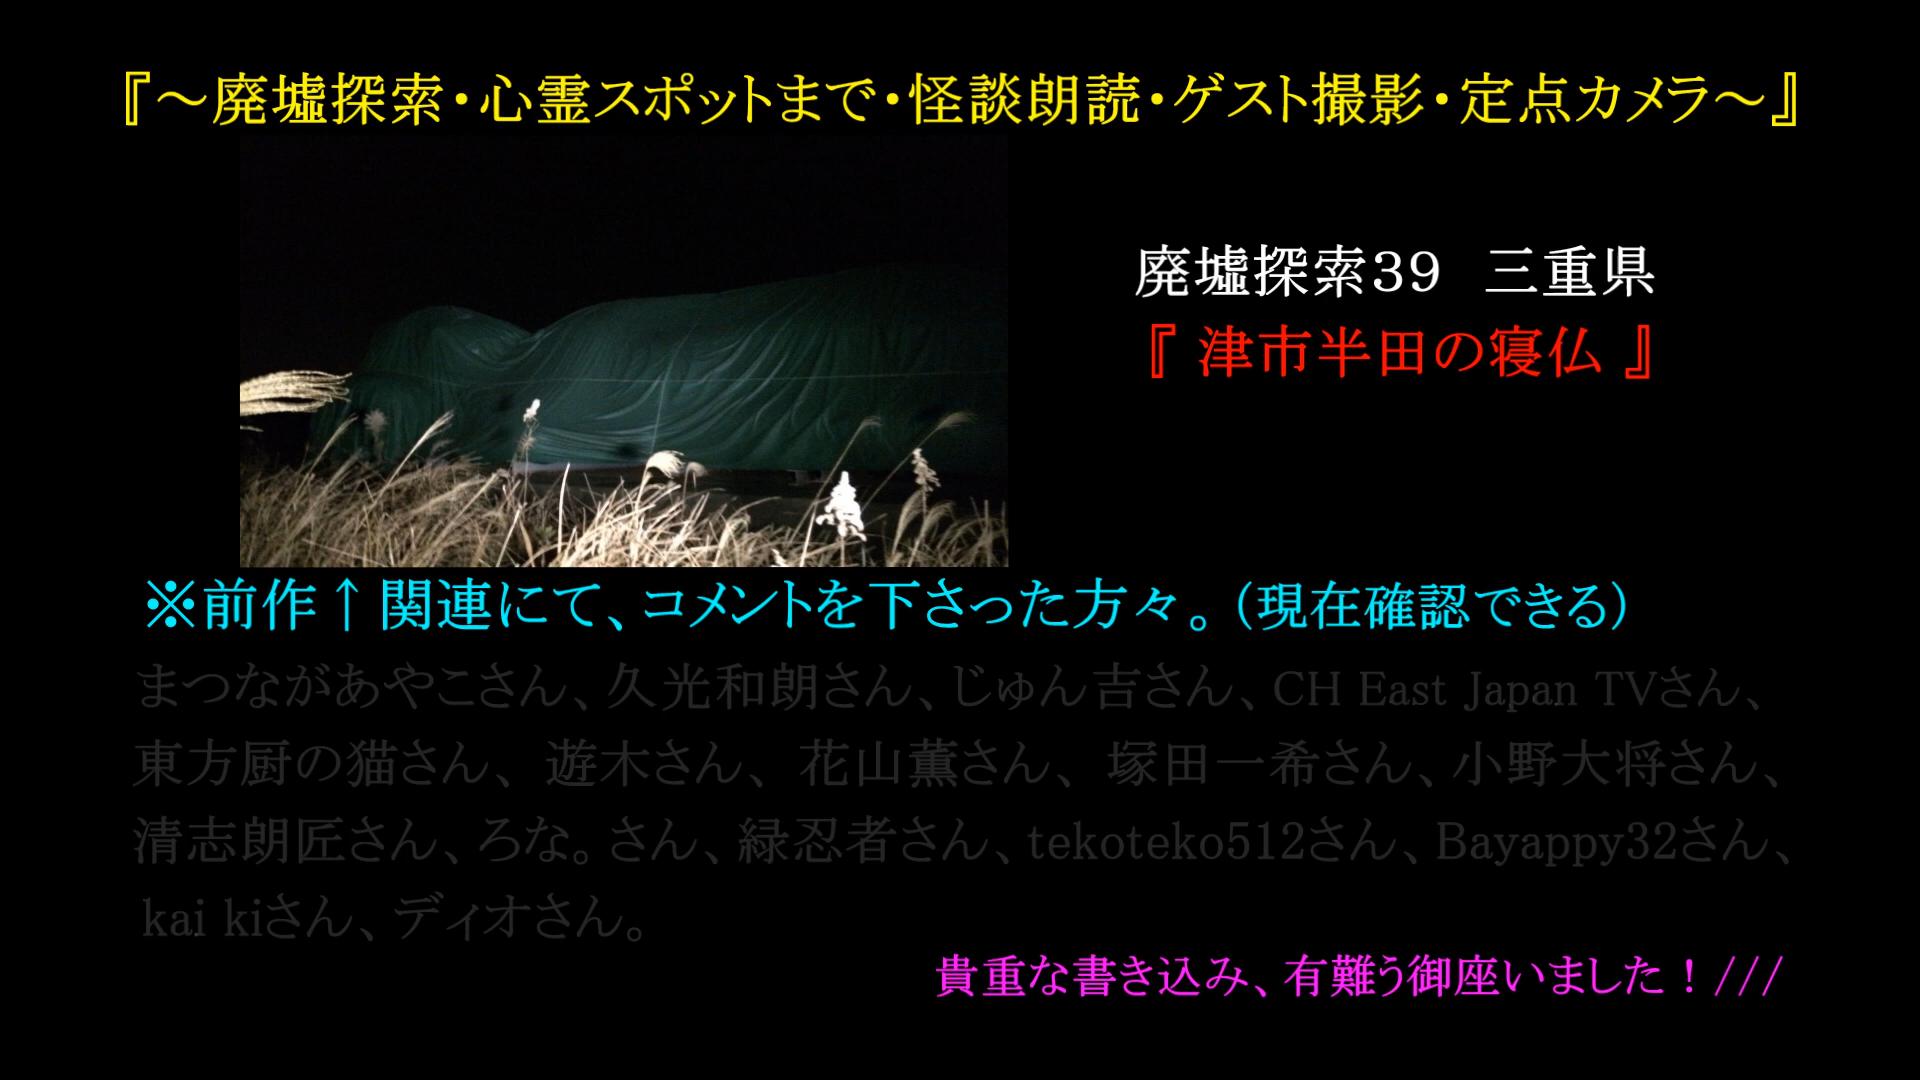 『～廃墟探索・心霊スポットまで・怪談朗読・ゲスト撮影・定点カメラ～』
廃墟探索39　三重県
『 津市半田の寝仏 』
※前作↑関連にて、コメントを下さった方々。（現在確認できる）
まつながあやこさん、久光和朗さん、じゅん吉さん、CH East Japan TVさん、
東方厨の猫さん、遊木さん、花山薫さん、塚田一希さん、小野大将さん、
清志朗匠さん、ろな。さん、緑忍者さん、tekoteko512さん、Bayappy32さん、
kai kiさん、ディオさん。
貴重な書き込み、有難う御座いました！///